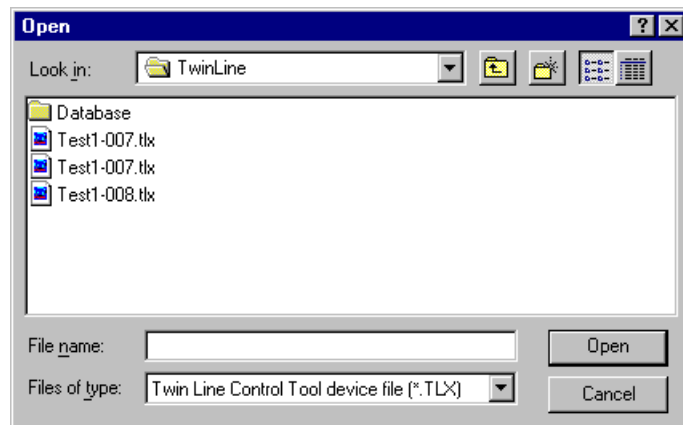 Open
Look in: TwinLine
Database
Test1-007.tlx
Test1-007.tlx
Test1-008.tlx
File name: Open
Files of type: Twin Line Control Tool device file (*.TLX) Cancel